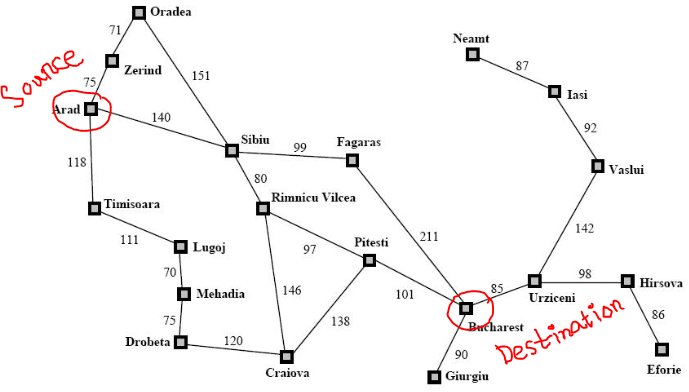 Oradea
71
Neamt
Zerind
87
Source
75
151
Iasi
Arad
140
92
Sibiu
Fagaras
99
118
80
Vaslui
Timisoara
Rimnicu Vilcea
111
Lugoj
97
Pitesti
211
142
70
98
Hirsova
Mehadia
146
101
85
Urziceni
75
138
86
Bucharest
Destination
Drobeta
120
90
Craiova
Giurgiu
Eforie